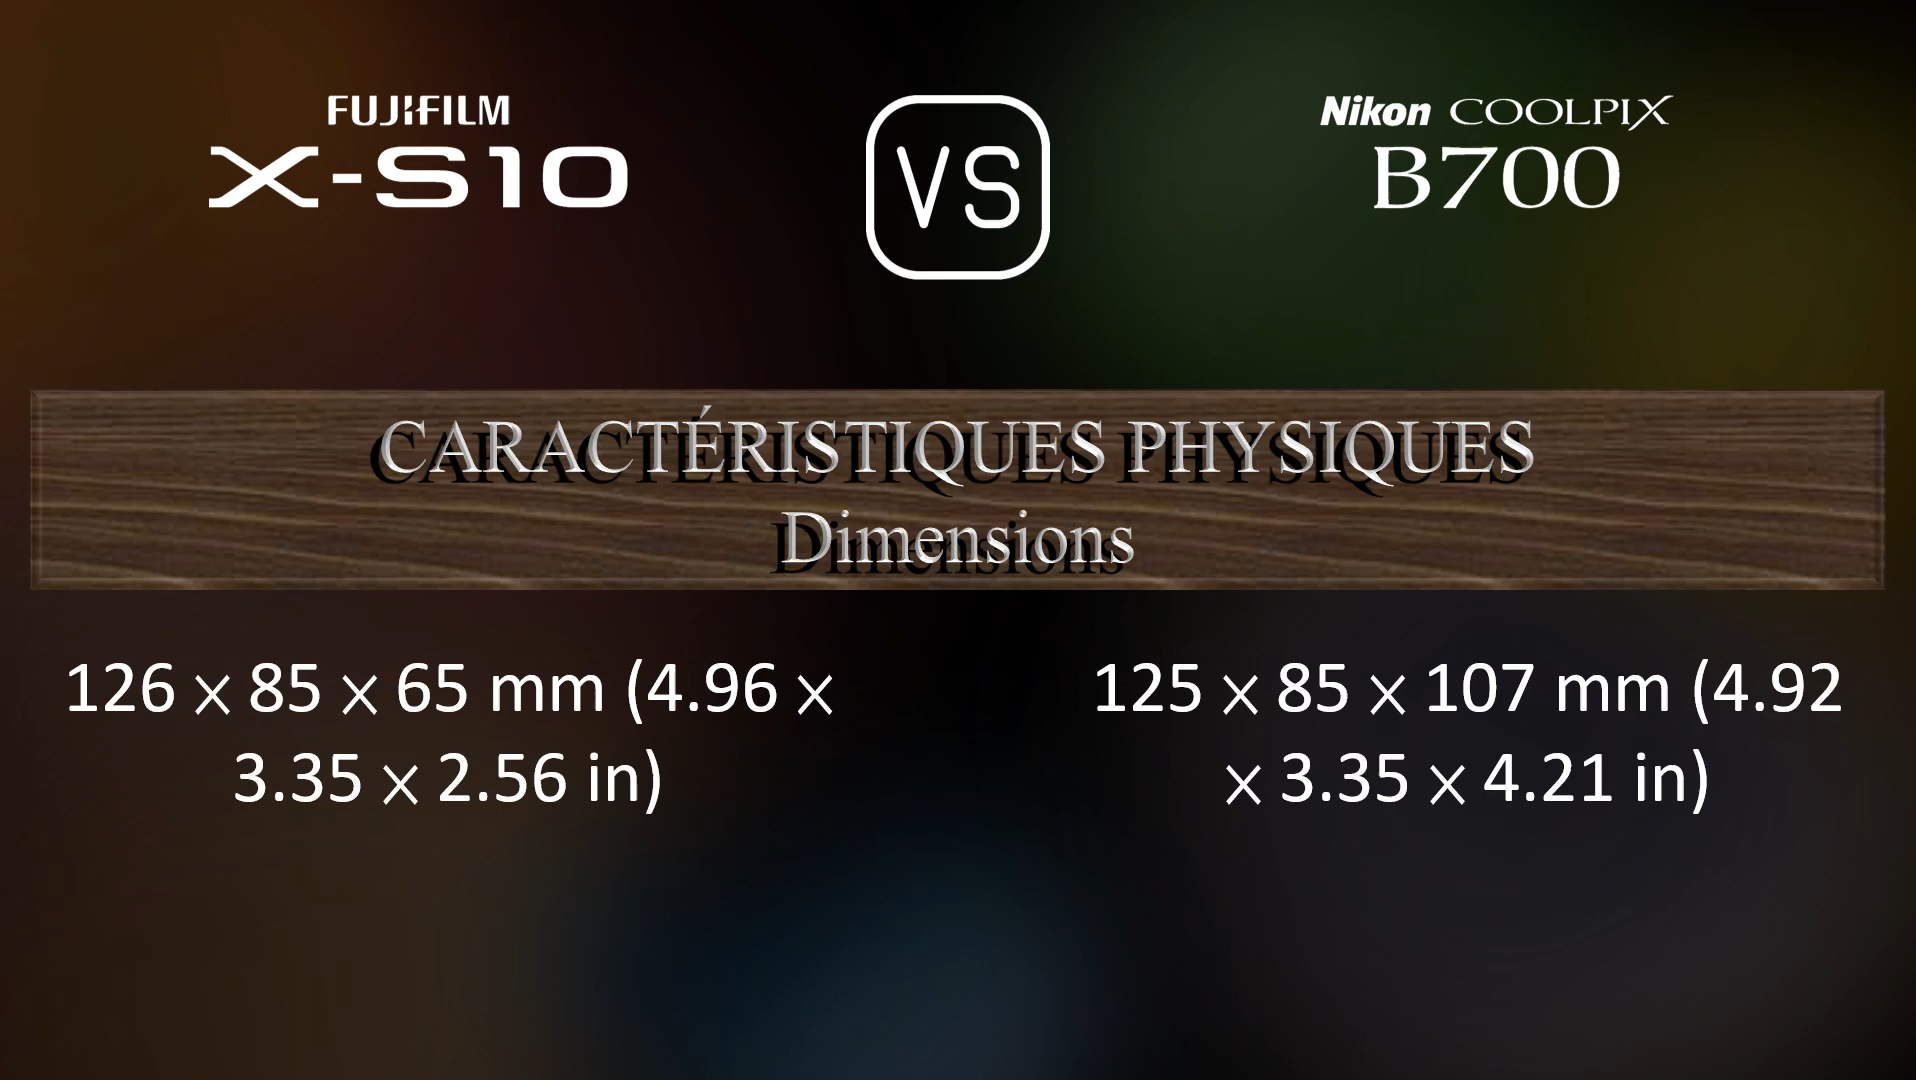 FUJIFILM
X-S10
VS
Nikon COOLPIX
B700
CARACTÉRISTIQUES PHYSIQUES
Dimensions
126 x 85 x 65 mm (4.96 x
3.35 x 2.56 in)
125 x 85 x 107 mm (4.92
x 3.35 x 4.21 in)